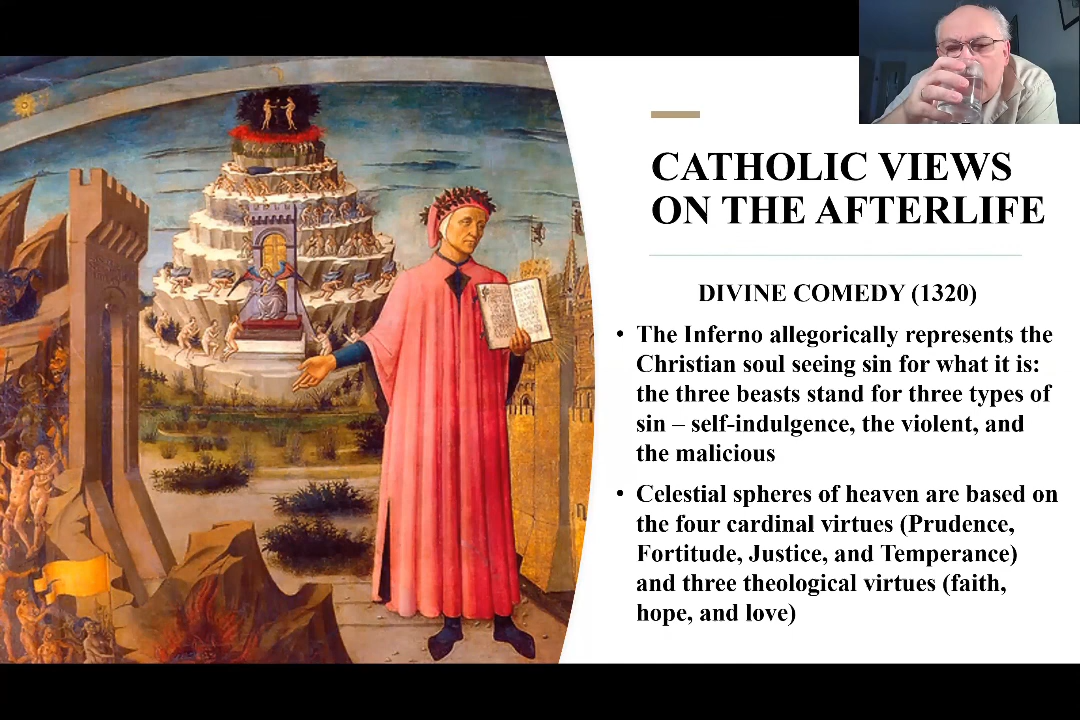 CATHOLIC VIEWS
ON THE AFTERLIFE
DIVINE COMEDY (1320)
• The Inferno allegorically represents the
Christian soul seeing sin for what it is:
the three beasts stand for three types of
sin – self-indulgence, the violent, and
the malicious
• Celestial spheres of heaven are based on
the four cardinal virtues (Prudence,
Fortitude, Justice, and Temperance)
and three theological virtues (faith,
hope, and love)